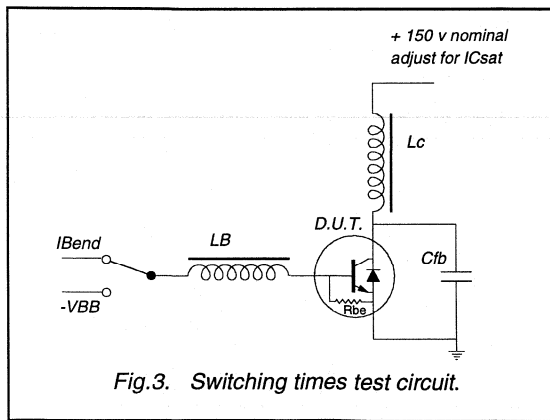 + 150 v nominal
adjust for ICsat
Lc
D.U.T.
LB
IBend
Cfb
-VBB
Rbe
Fig.3. Switching times test circuit.